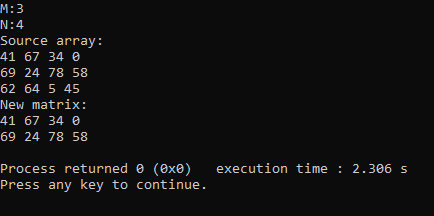 M:3
N:4
Source array:
41 67 34 0
69 24 78 58
62 64 5 45
New matrix:
41 67 34 0
69 24 78 58
Process returned 0 (0x0)   execution time : 2.306 s
Press any key to continue.